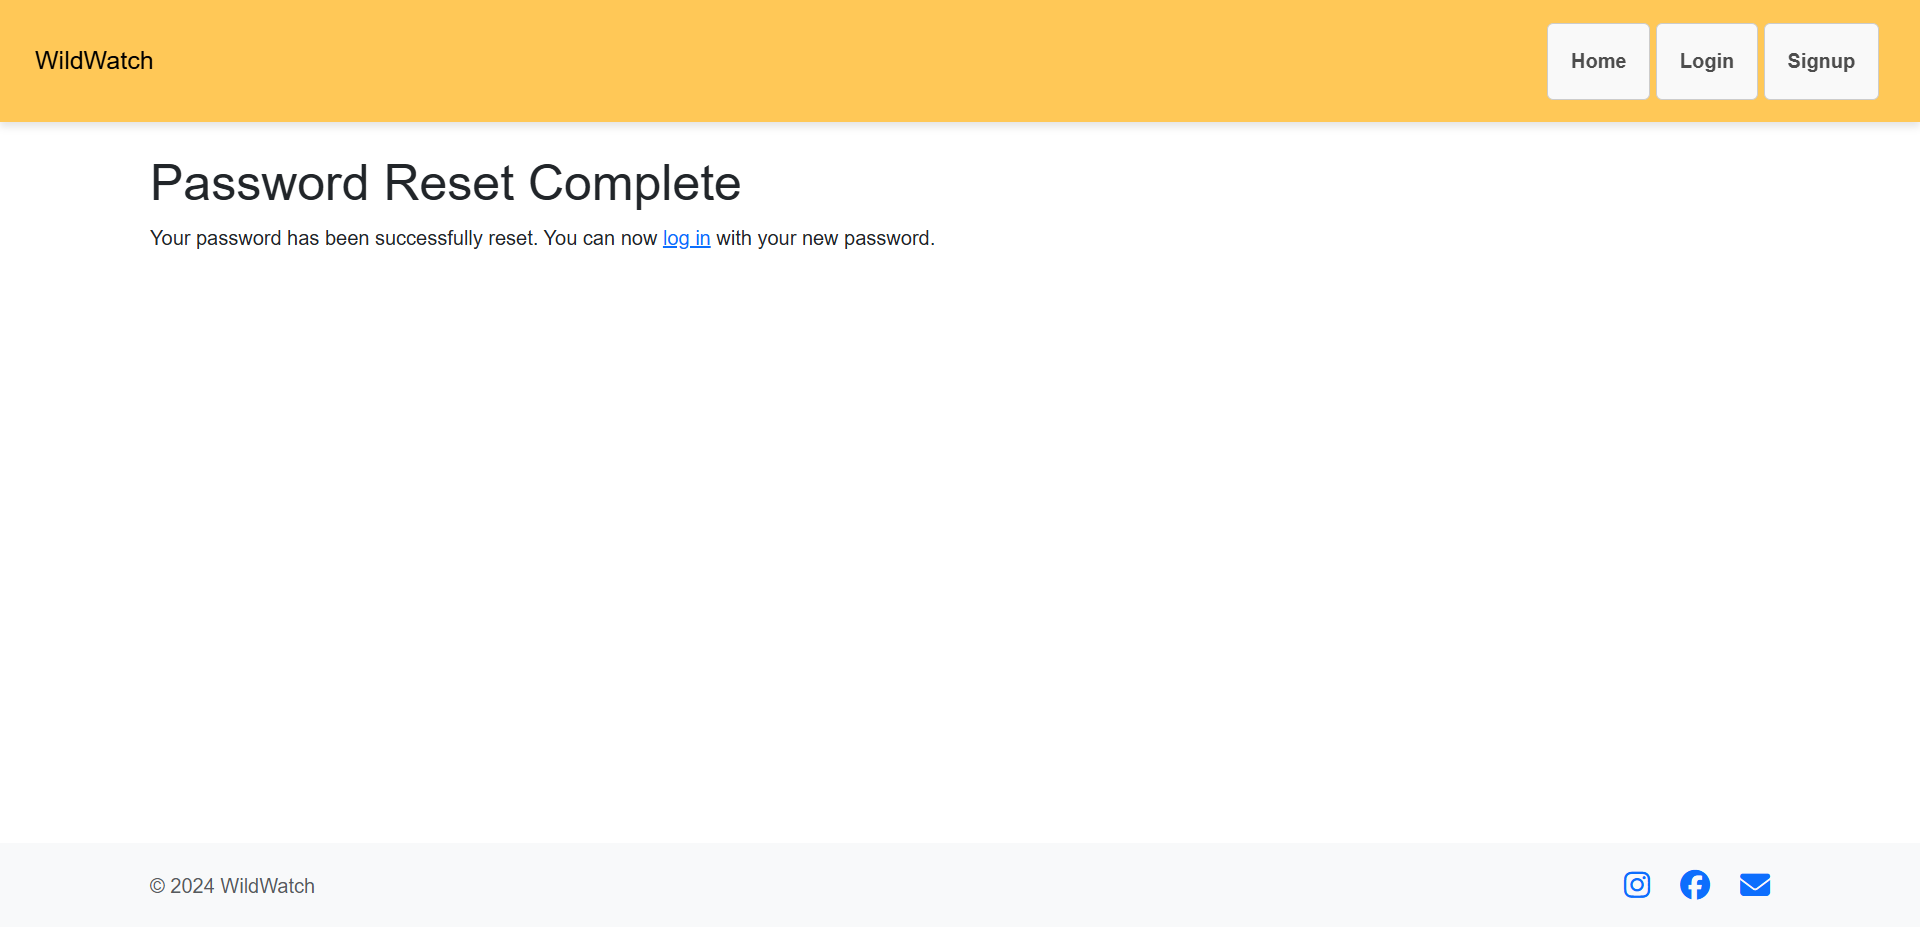 WildWatch
Home
Login
Signup
Password Reset Complete
Your password has been successfully reset. You can now log in with your new password.
© 2024 WildWatch